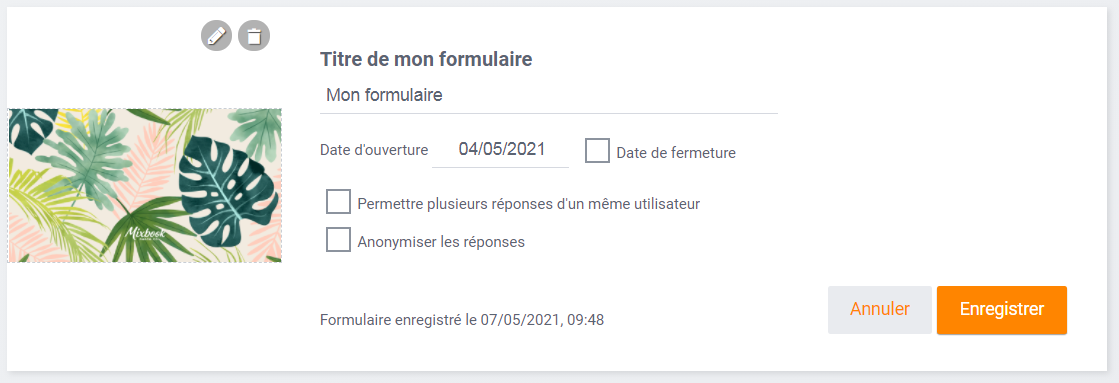 Titre de mon formulaire
Mon formulaire
Date d'ouverture 04/05/2021 Date de fermeture
Permettre plusieurs réponses d'un même utilisateur
Anonymiser les réponses
Mixbook
Formulaire enregistré le 07/05/2021, 09:48
Annuler Enregistrer